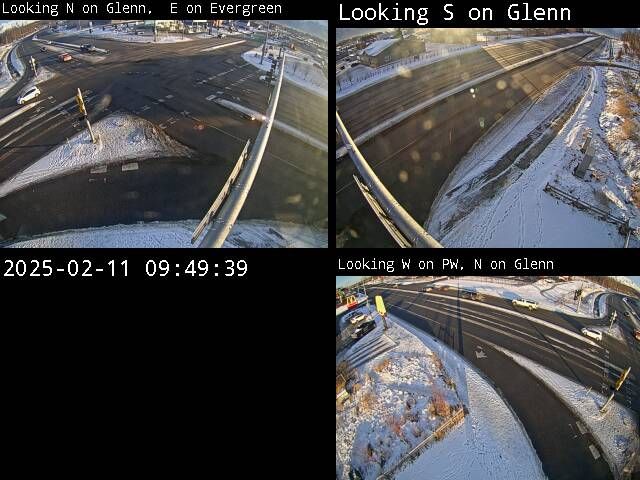 Looking N on Glenn,  E on Evergreen
Looking S on Glenn
2025-02-11 09:49:39
Looking W on PW, N on Glenn